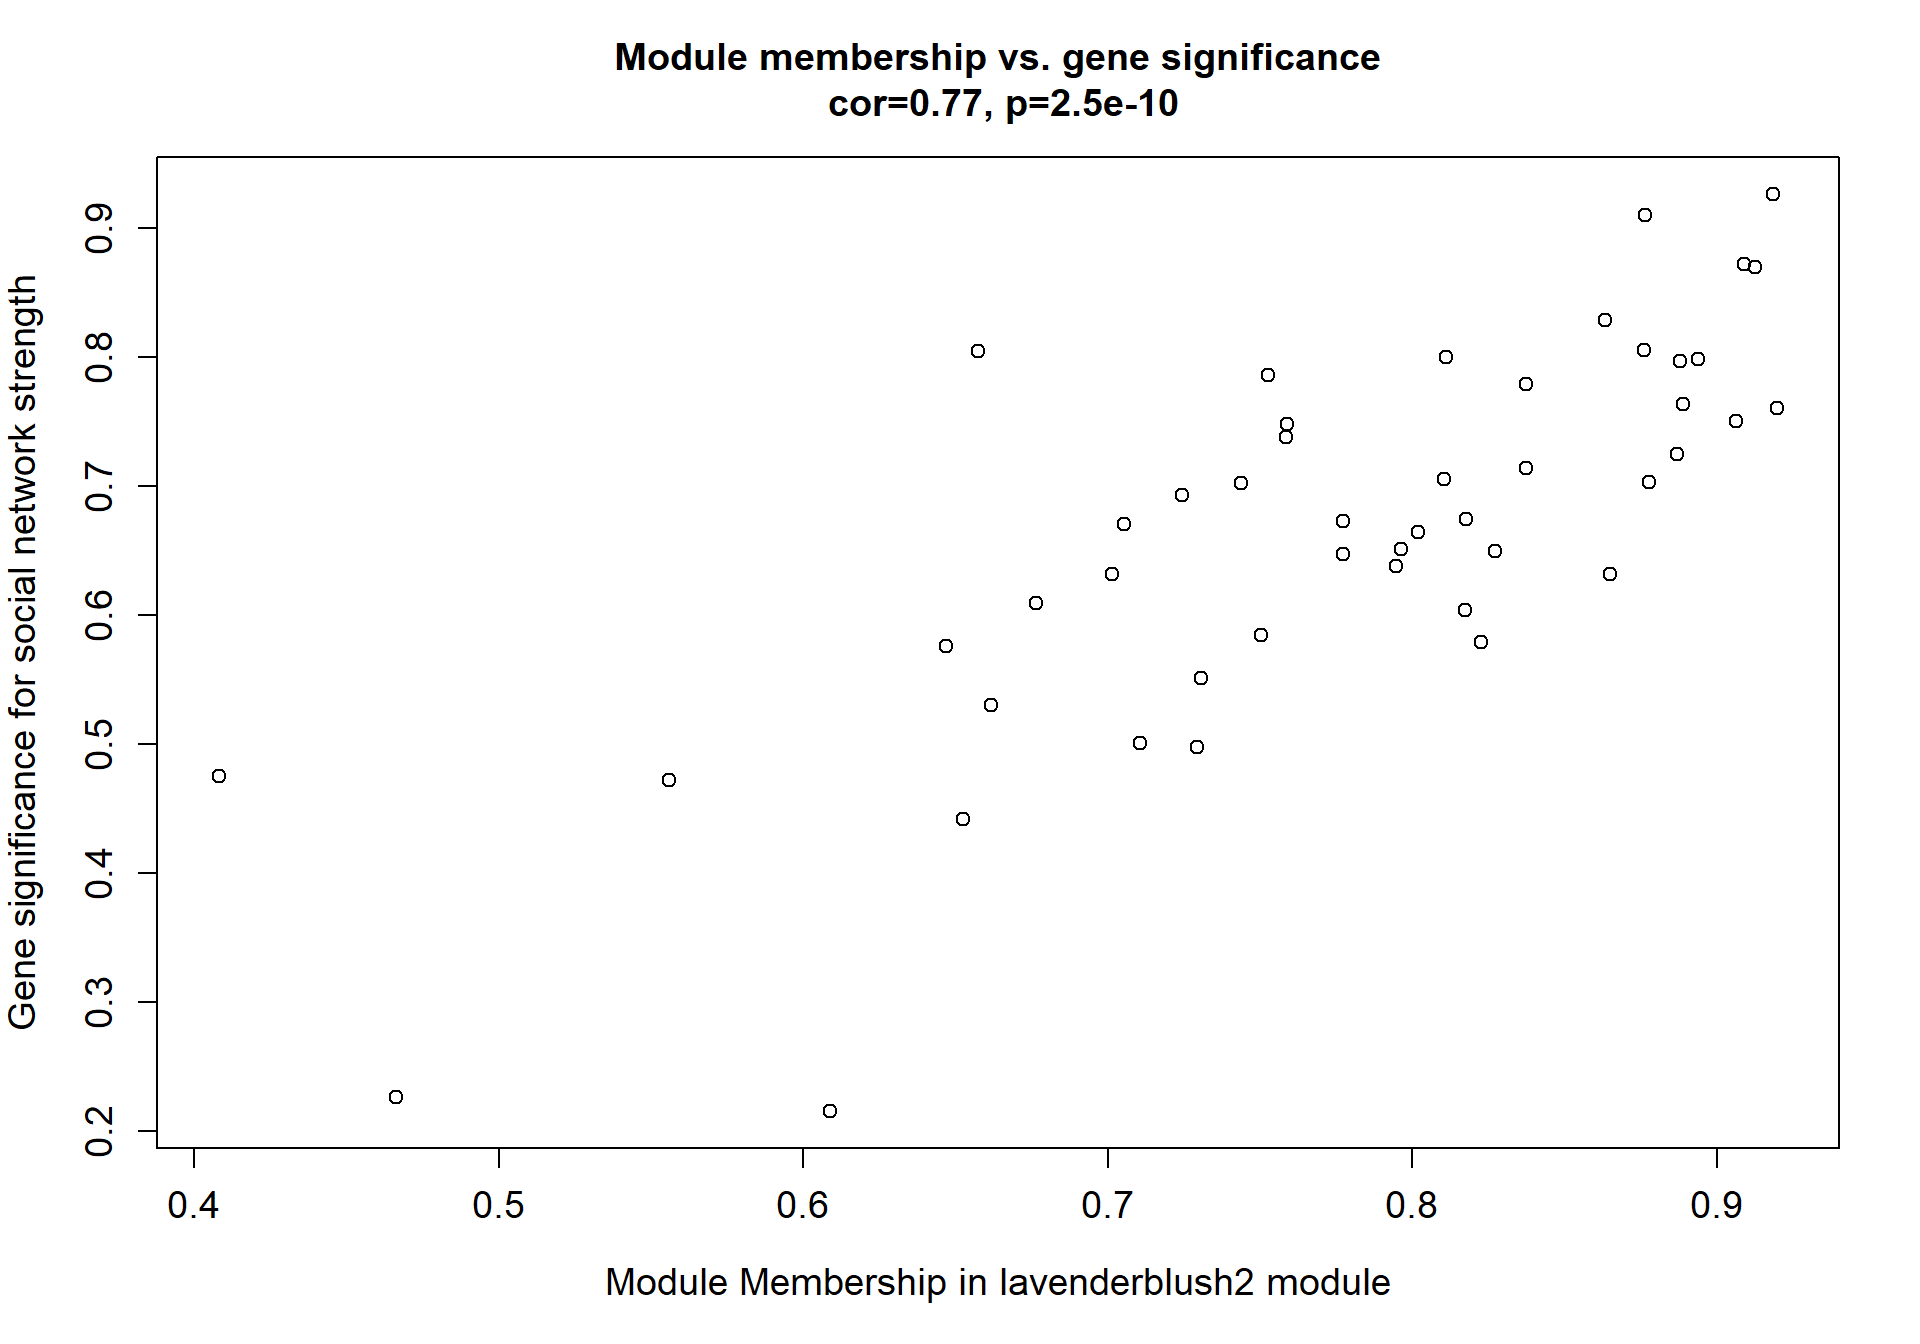 Module membership vs. gene significance
cor=0.77, p=2.5e-10
Gene significance for social network strength
0.9
0.8
0.7
0.6
0.5
0.4
0.3
0.2
0.4 0.5 0.6 0.7 0.8 0.9
Module Membership in lavenderblush2 module